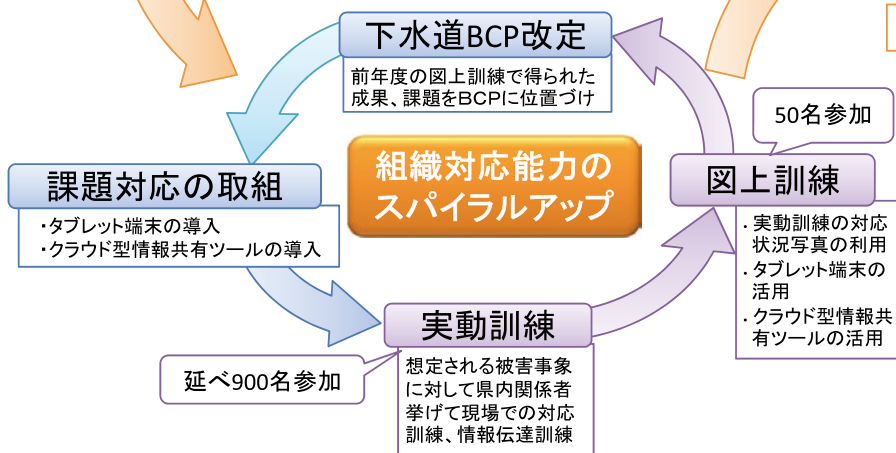 下水道BCP改定
前年度の図上訓練で得られた
成果、課題をBCPに位置づけ
50名参加
組織対応能力の
スパイラルアップ
課題対応の取組
・タブレット端末の導入
・クラウド型情報共有ツールの導入
図上訓練
・実動訓練の対応
状況写真の利用
・タブレット端末の
活用
・クラウド型情報共
有ツールの活用
実動訓練
延べ900名参加
想定される被害事象
に対して県内関係者
挙げて現場での対応
訓練、情報伝達訓練